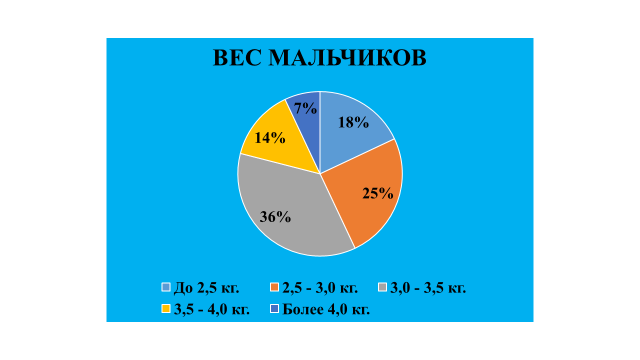 ВЕС МАЛЬЧИКОВ
7%
18%
14%
25%
36%
До 2,5 кг. 2,5 - 3,0 кг. 3,0 - 3,5 кг.
3,5 - 4,0 кг. Более 4,0 кг.